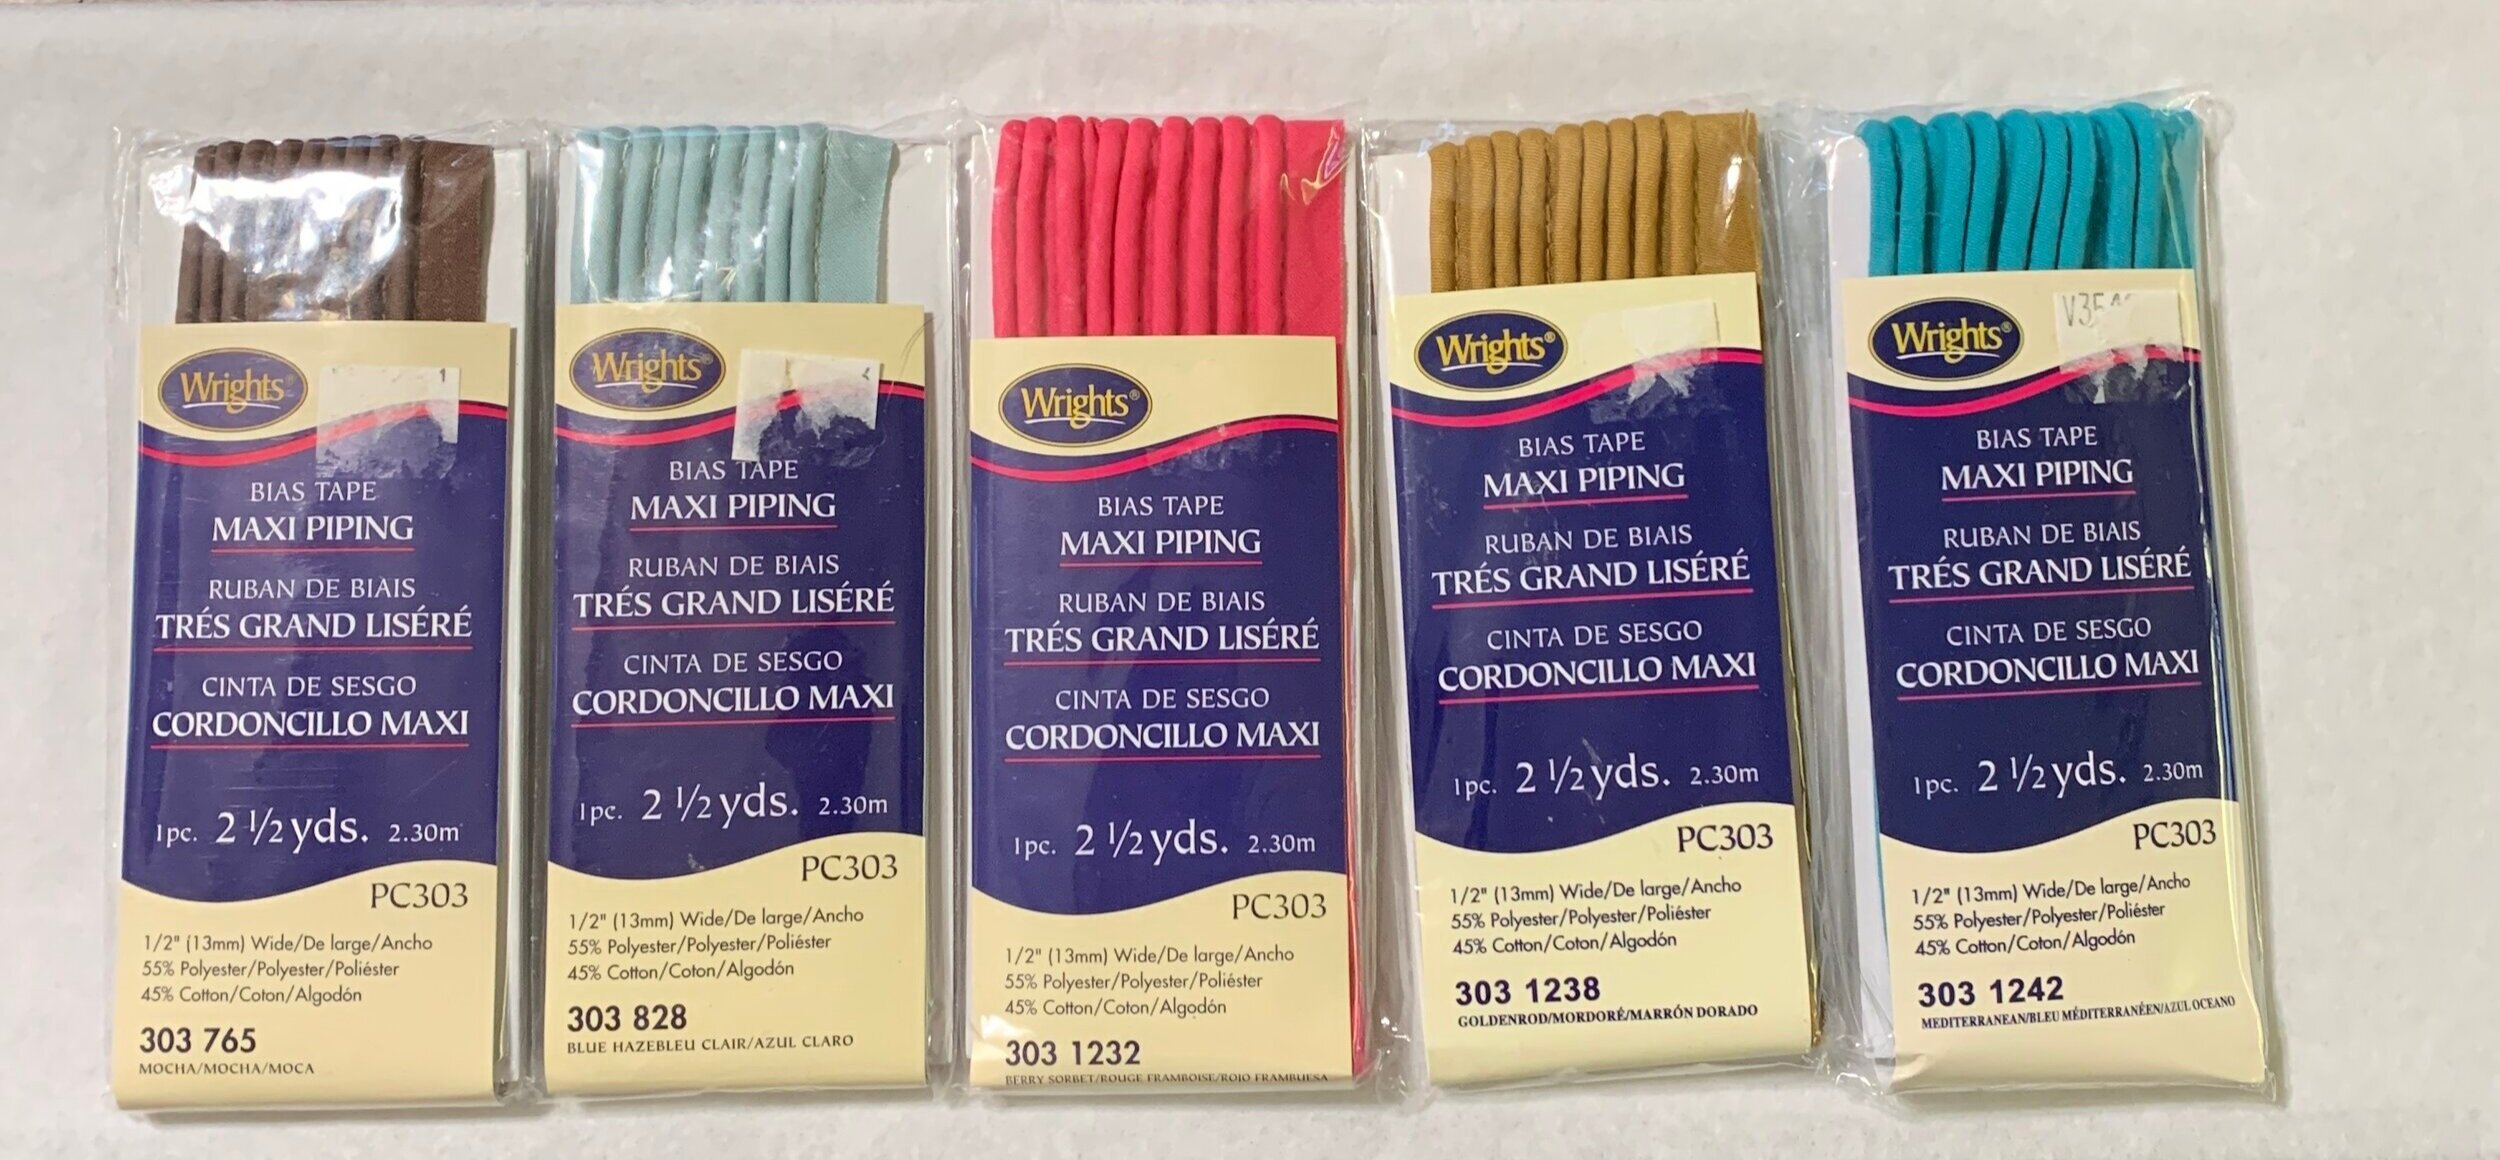 Wrights®
1
BIAS TAPE
MAXI PIPING
RUBAN DE BIAIS
TRÉS GRAND LISÉRÉ
CINTA DE SESGO
CORDONCILLO MAXI
1pc. 2 1/2 yds. 2.30m
PC303
1/2" (13mm) Wide/De large/Ancho
55% Polyester/Polyester/Poliéster
45% Cotton/Coton/Algodón
303 765
MOCHA/MOCHA/MOCA
Wrights®
BIAS TAPE
MAXI PIPING
RUBAN DE BIAIS
TRÉS GRAND LISÉRÉ
CINTA DE SESGO
CORDONCILLO MAXI
1pc. 2 1/2 yds. 2.30m
PC303
1/2" (13mm) Wide/De large/Ancho
55% Polyester/Polyester/Poliéster
45% Cotton/Coton/Algodón
303 828
BLUE HAZEBLEU CLAIR/AZUL CLARO
Wrights®
BIAS TAPE
MAXI PIPING
RUBAN DE BIAIS
TRÉS GRAND LISÉRÉ
CINTA DE SESGO
CORDONCILLO MAXI
1pc. 2 1/2 yds. 2.30m
PC303
1/2" (13mm) Wide/De large/Ancho
55% Polyester/Polyester/Poliéster
45% Cotton/Coton/Algodón
303 1232
BERRY SORBET/ROUGE FRAMBOISE/ROJO FRAMBUESA
Wrights®
BIAS TAPE
MAXI PIPING
RUBAN DE BIAIS
TRÉS GRAND LISÉRÉ
CINTA DE SESGO
CORDONCILLO MAXI
1pc. 2 1/2 yds. 2.30m
PC303
1/2" (13mm) Wide/De large/Ancho
55% Polyester/Polyester/Poliéster
45% Cotton/Coton/Algodón
303 1238
GOLDENROD/MORDORÉ/MARRÓN DORADO
Wrights®
BIAS TAPE
MAXI PIPING
RUBAN DE BIAIS
TRÉS GRAND LISÉRÉ
CINTA DE SESGO
CORDONCILLO MAXI
1pc. 2 1/2 yds. 2.30m
PC303
1/2" (13mm) Wide/De large/Ancho
55% Polyester/Polyester/Poliéster
45% Cotton/Coton/Algodón
303 1242
MEDITERRANEAN/BLEU MÉDITERRANÉEN/AZUL OCEANO